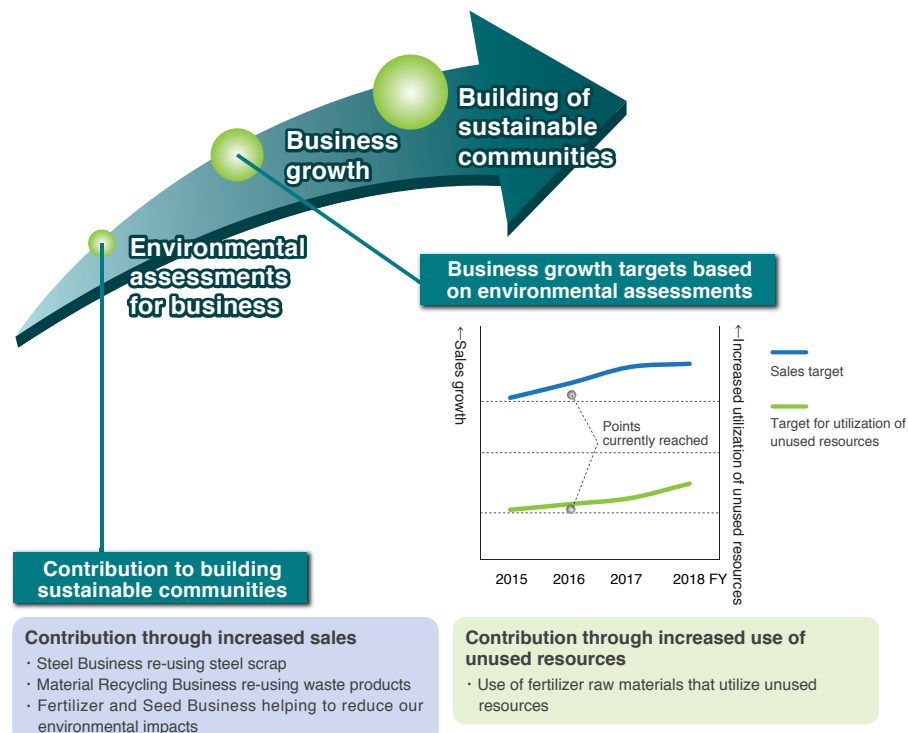 Building of
sustainable
communities
Business
growth
Environmental
assessments
for business
Business growth targets based
on environmental assessments
←Sales growth
←Increased utilization of unused resources
Sales target
Target for utilization of
unused resources
Points
currently reached
2015 2016 2017 2018 FY
Contribution to building
sustainable communities
Contribution through increased sales
・Steel Business re-using steel scrap
・Material Recycling Business re-using waste products
・Fertilizer and Seed Business helping to reduce our
environmental impacts
Contribution through increased use of
unused resources
・Use of fertilizer raw materials that utilize unused
resources